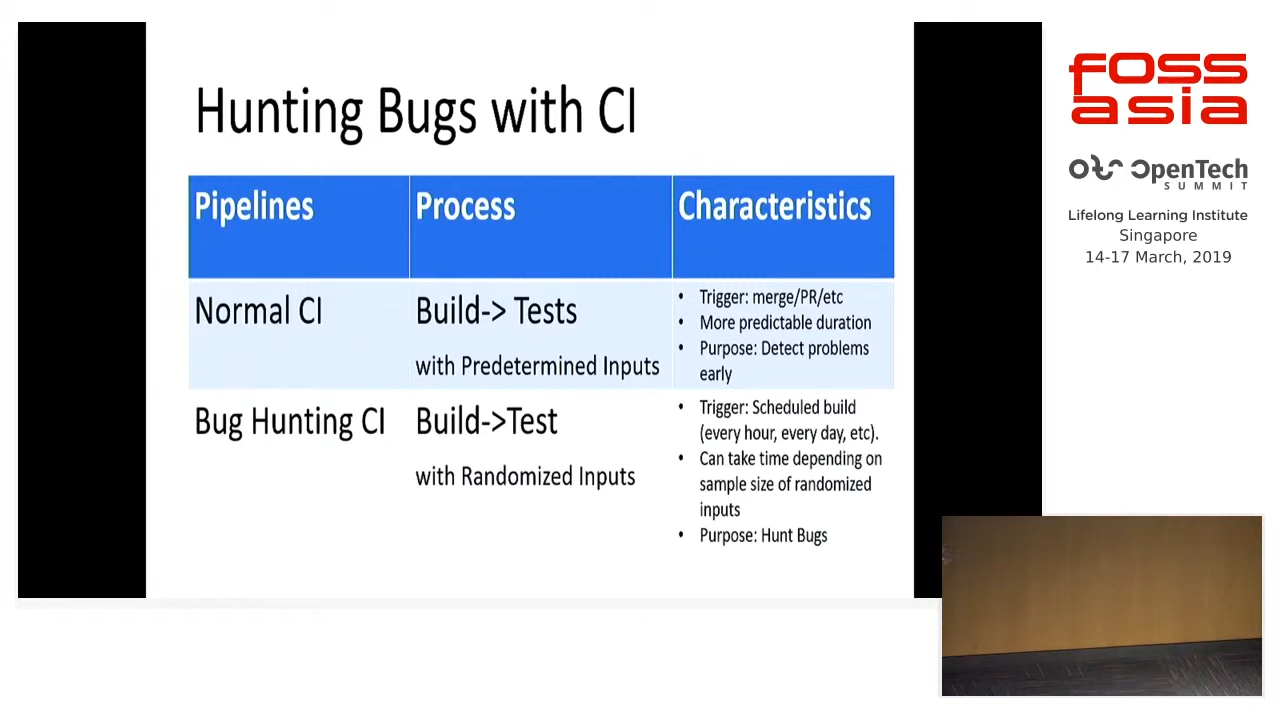 Hunting Bugs with CI
Pipelines
Process
Characteristics
Normal CI
Build-> Tests
with Predetermined Inputs
• Trigger: merge/PR/etc
• More predictable duration
• Purpose: Detect problems
early
Bug Hunting CI
Build->Test
with Randomized Inputs
• Trigger: Scheduled build
(every hour, every day, etc).
• Can take time depending on
sample size of randomized
inputs
• Purpose: Hunt Bugs
FOSS
asia
OTS OpenTech
SUMMIT
Lifelong Learning Institute
Singapore
14-17 March, 2019